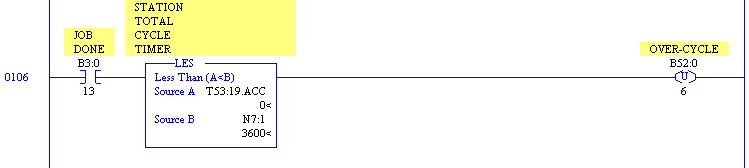 STATION
TOTAL
CYCLE
TIMER
JOB
DONE
OVER-CYCLE
B3:0
LES
B52:0
0106
Less Than (A<B)
U
Source A T53:19.ACC
13
6
0<
Source B N7:1
3600<